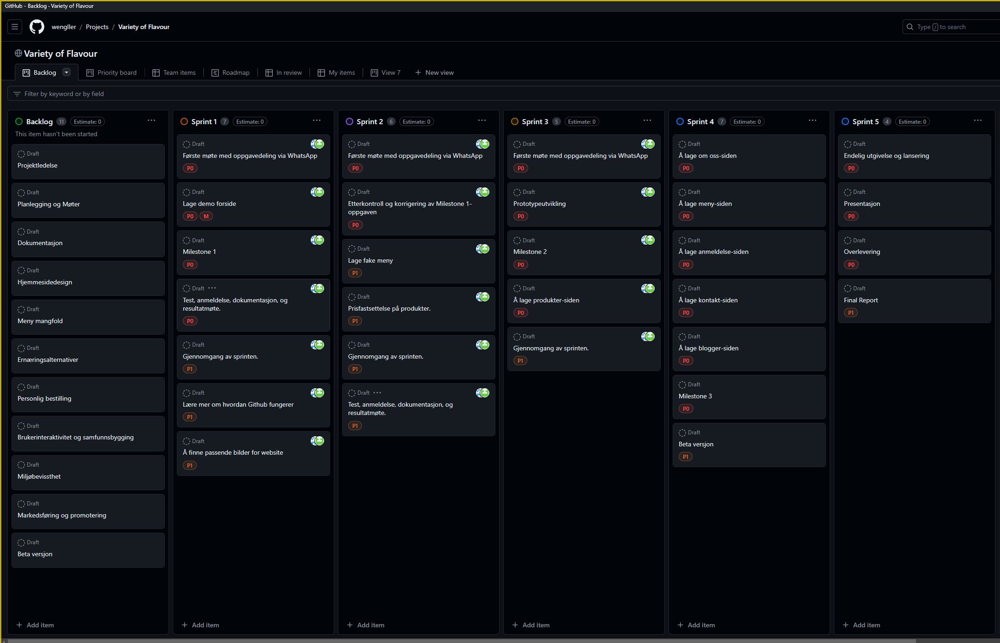 GitHub - Backlog · Variety of Flavour
wengller / Projects / Variety of Flavour
Type / to search
Variety of Flavour
Backlog
Priority board
Team items
Roadmap
In review
My items
View 7
+ New view
Filter by keyword or by field
Backlog 11 Estimate: 0
This item hasn't been started
Draft
Projektledelse
Draft
Planlegging og Møter
Draft
Dokumentasjon
Draft
Hjemmesidedesign
Draft
Meny mangfold
Draft
Ernæringsalternativer
Draft
Personlig bestilling
Draft
Brukerinteraktivitet og samfunnsbygging
Draft
Miljøbevissthet
Draft
Markedsføring og promotering
Draft
Beta versjon
+ Add item
Sprint 1 7 Estimate: 0
Draft
Første møte med oppgavedeling via WhatsApp
P0
Draft
Lage demo forside
P0 M
Draft
Milestone 1
P0
Draft
Test, anmeldelse, dokumentasjon, og
resultatmøte.
P0
Draft
Gjennomgang av sprinten.
P1
Draft
Lære mer om hvordan Github fungerer
P1
Draft
Å finne passende bilder for website
P1
+ Add item
Sprint 2 6 Estimate: 0
Draft
Første møte med oppgavedeling via WhatsApp
P0
Draft
Etterkontroll og korrigering av Milestone 1-
oppgaven
P0
Draft
Lage fake meny
P1
Draft
Prisfastsettelse på produkter.
P1
Draft
Gjennomgang av sprinten.
P1
Draft
Test, anmeldelse, dokumentasjon, og
resultatmøte.
P1
+ Add item
Sprint 3 5 Estimate: 0
Draft
Første møte med oppgavedeling via WhatsApp
P0
Draft
Prototypeutvikling
P0
Draft
Milestone 2
P0
Draft
Å lage produkter-siden
P0
Draft
Gjennomgang av sprinten.
P1
+ Add item
Sprint 4 7 Estimate: 0
Draft
Å lage om oss-siden
P0
Draft
Å lage meny-siden
P0
Draft
Å lage anmeldelse-siden
P0
Draft
Å lage kontakt-siden
P0
Draft
Å lage blogger-siden
P0
Draft
Milestone 3
P0
Draft
Beta versjon
P1
+ Add item
Sprint 5 4 Estimate: 0
Draft
Endelig utgivelse og lansering
P0
Draft
Presentasjon
P0
Draft
Overlevering
P0
Draft
Final Report
P1
+ Add item